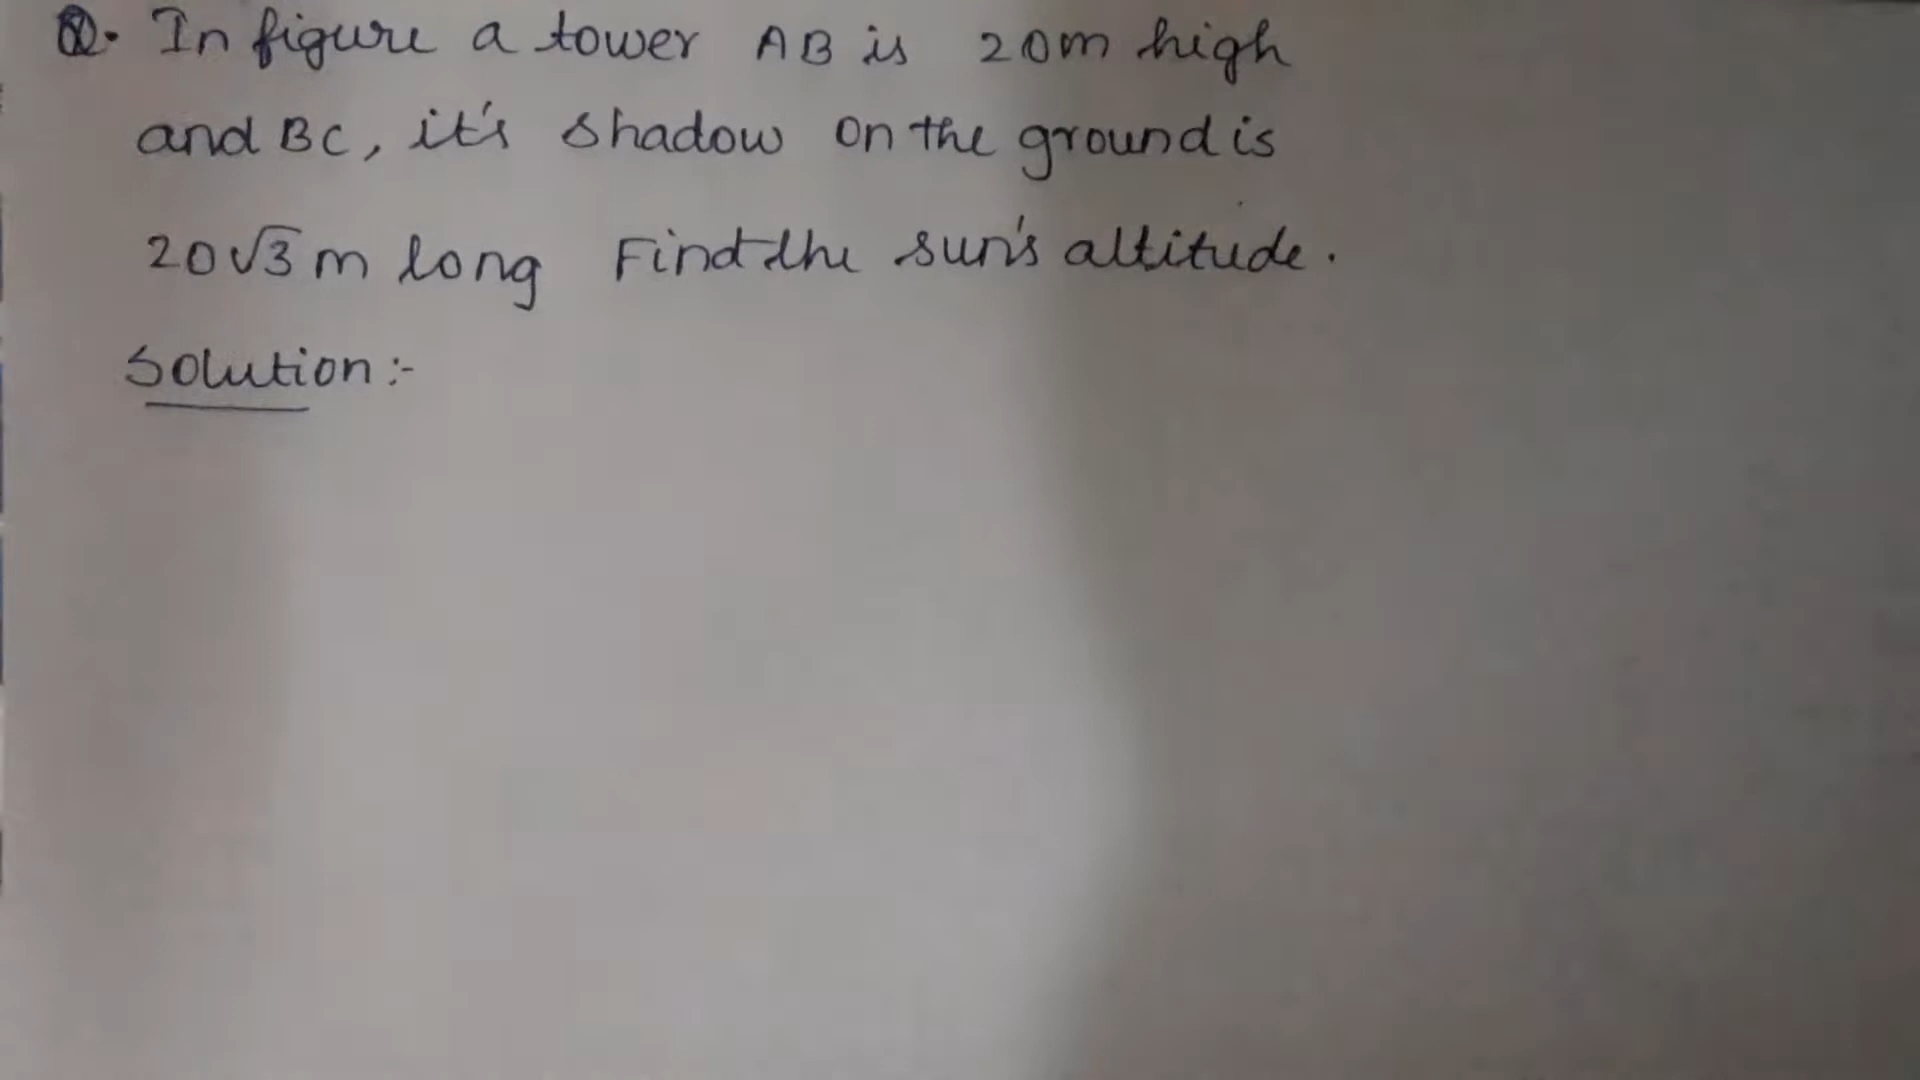 Q. In figure a tower AB is 20m high
and BC, it's shadow on the ground is
20√3 m long Find the sun's altitude.
Solution :-